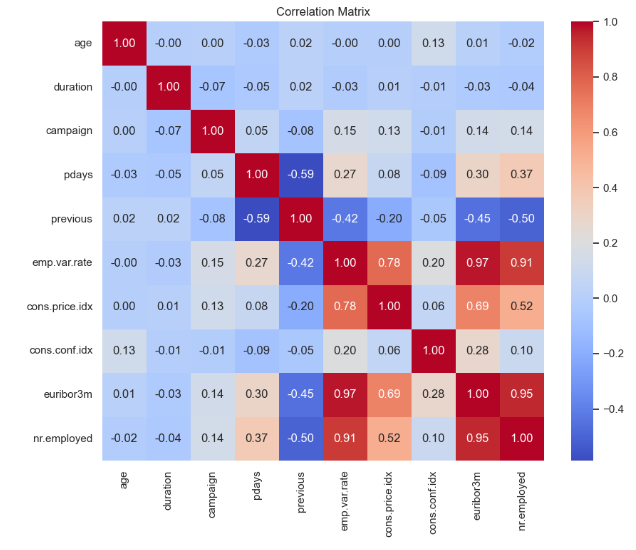 Correlation Matrix
age 1.00 -0.00 0.00 -0.03 0.02 -0.00 0.00 0.13 0.01 -0.02
duration -0.00 1.00 -0.07 -0.05 0.02 -0.03 0.01 -0.01 -0.03 -0.04
campaign 0.00 -0.07 1.00 0.05 -0.08 0.15 0.13 -0.01 0.14 0.14
pdays -0.03 -0.05 0.05 1.00 -0.59 0.27 0.08 -0.09 0.30 0.37
previous 0.02 0.02 -0.08 -0.59 1.00 -0.42 -0.20 -0.05 -0.45 -0.50
emp.var.rate -0.00 -0.03 0.15 0.27 -0.42 1.00 0.78 0.20 0.97 0.91
cons.price.idx 0.00 0.01 0.13 0.08 -0.20 0.78 1.00 0.06 0.69 0.52
cons.conf.idx 0.13 -0.01 -0.01 -0.09 -0.05 0.20 0.06 1.00 0.28 0.10
euribor3m 0.01 -0.03 0.14 0.30 -0.45 0.97 0.69 0.28 1.00 0.95
nr.employed -0.02 -0.04 0.14 0.37 -0.50 0.91 0.52 0.10 0.95 1.00
age duration campaign pdays previous emp.var.rate cons.price.idx cons.conf.idx euribor3m nr.employed
1.0
0.8
0.6
0.4
0.2
0.0
−0.2
−0.4